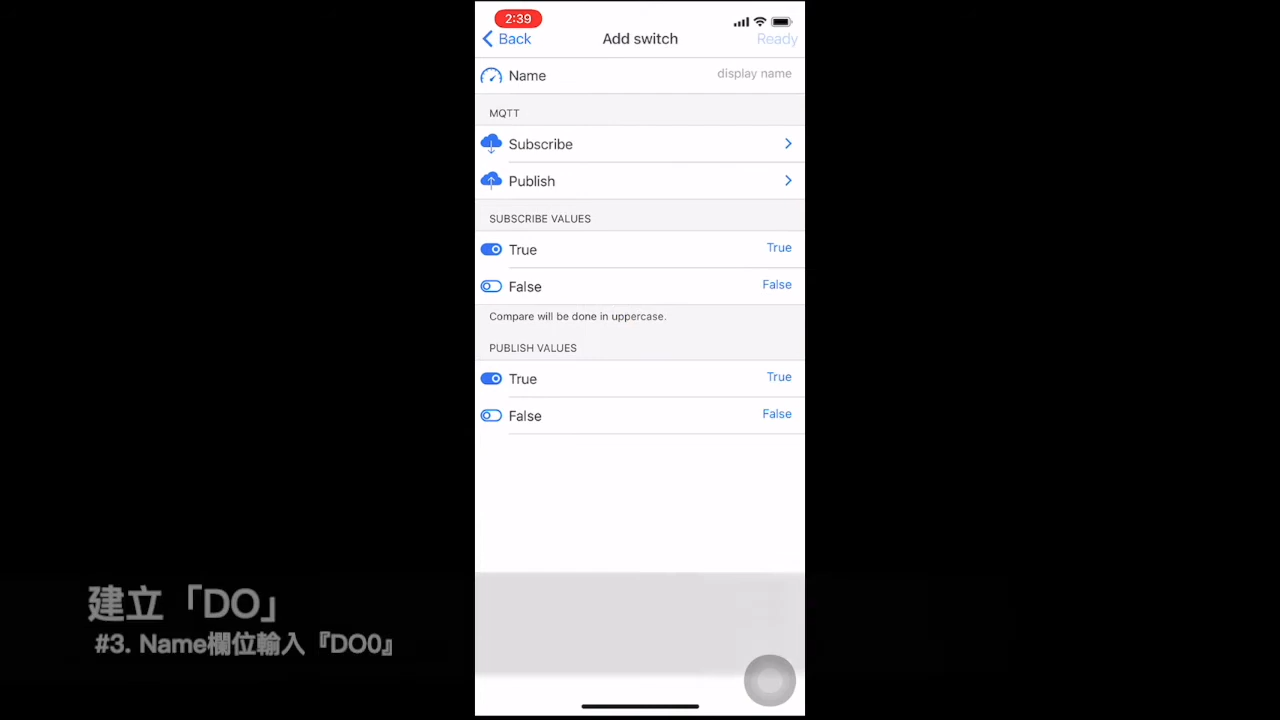 2:39
Back
Add switch
Ready
Name
display name
MQTT
Subscribe
Publish
SUBSCRIBE VALUES
True
True
False
False
Compare will be done in uppercase.
PUBLISH VALUES
True
True
False
False
建立「DO」
#3. Name欄位輸入『DO0』